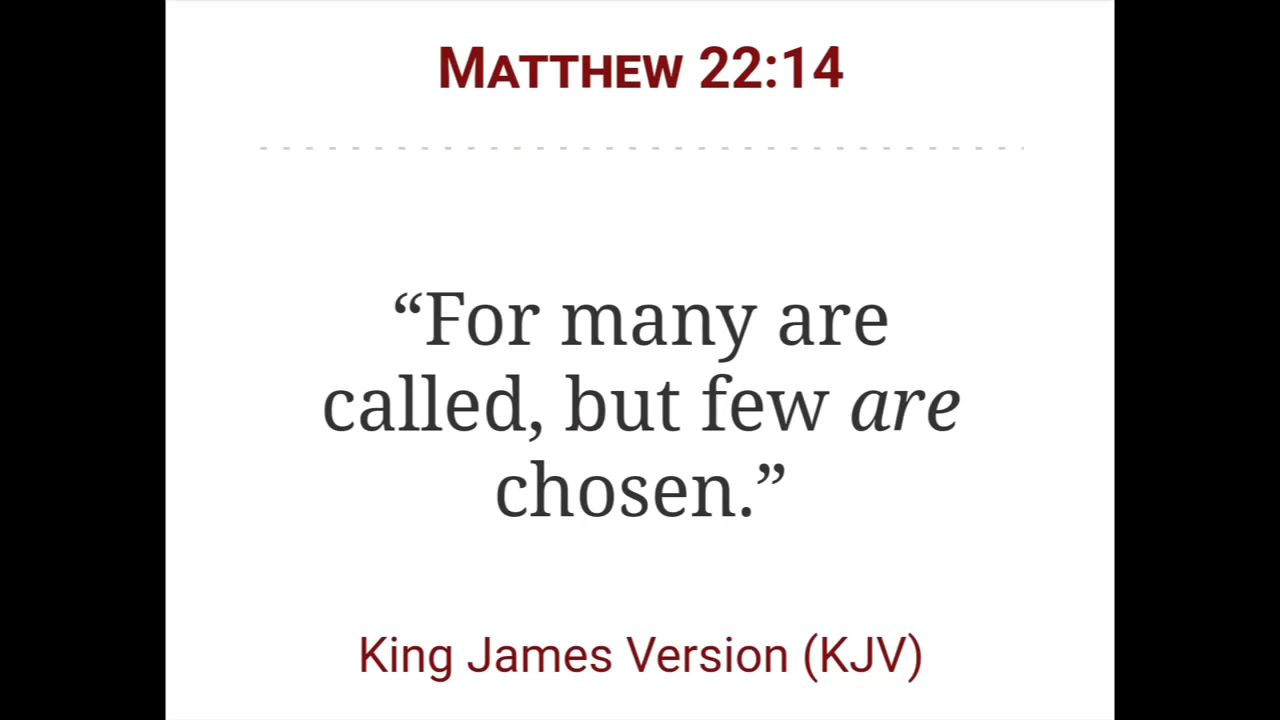 MATTHEW 22:14
“For many are
called, but few are
chosen.”
King James Version (KJV)